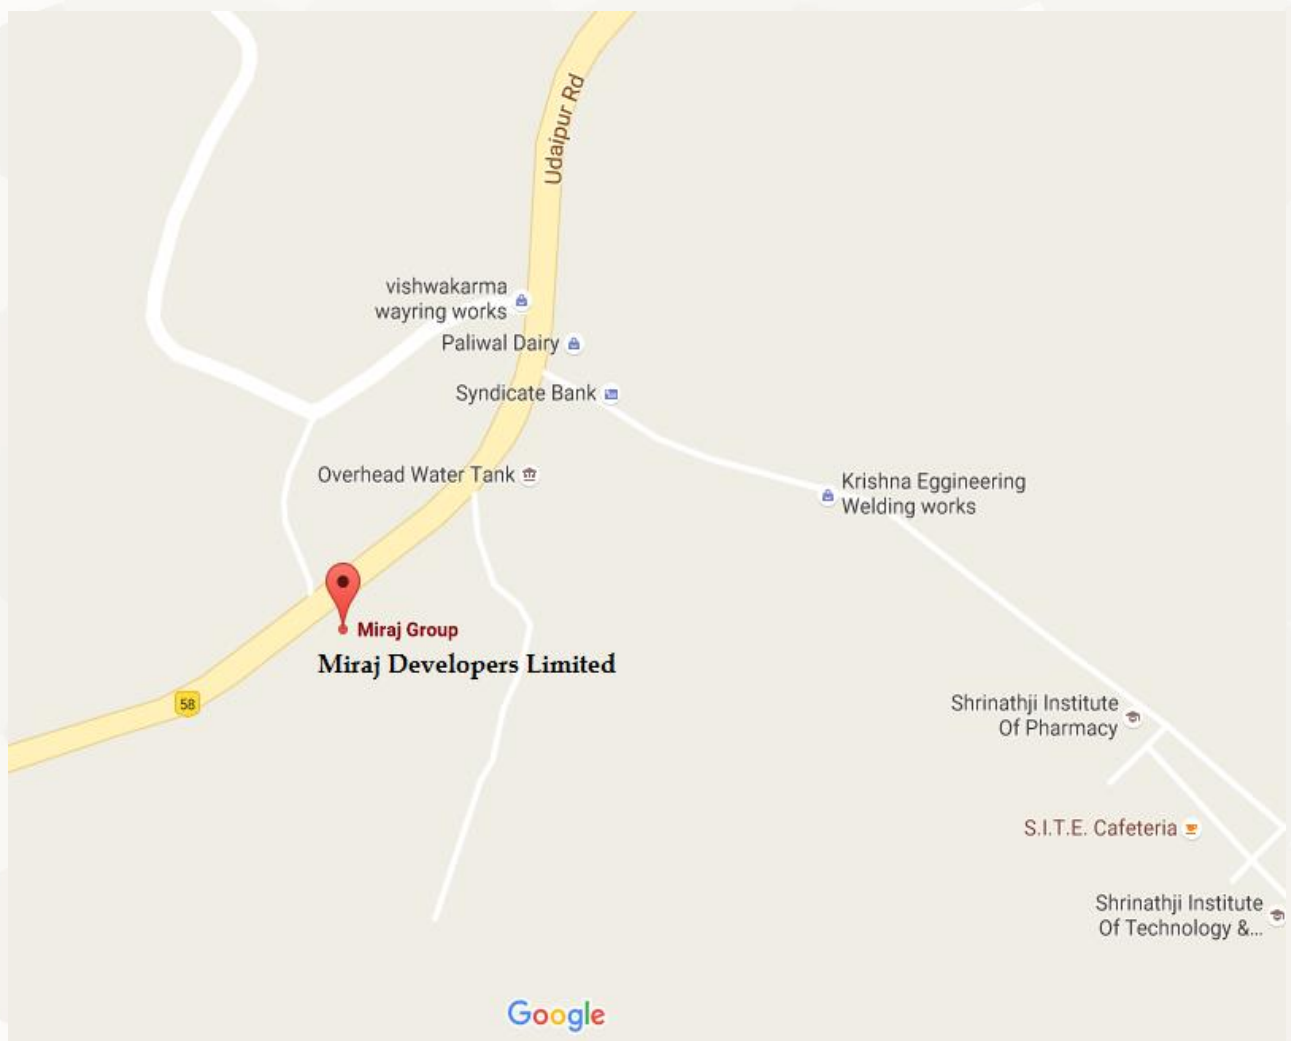 Udaipur Rd
vishwakarma
wayring works
Paliwal Dairy
Syndicate Bank
Overhead Water Tank
Krishna Eggineering
Welding works
Miraj Group
Miraj Developers Limited
58
Shrinathji Institute
Of Pharmacy
S.I.T.E. Cafeteria
Shrinathji Institute
Of Technology &...
Google